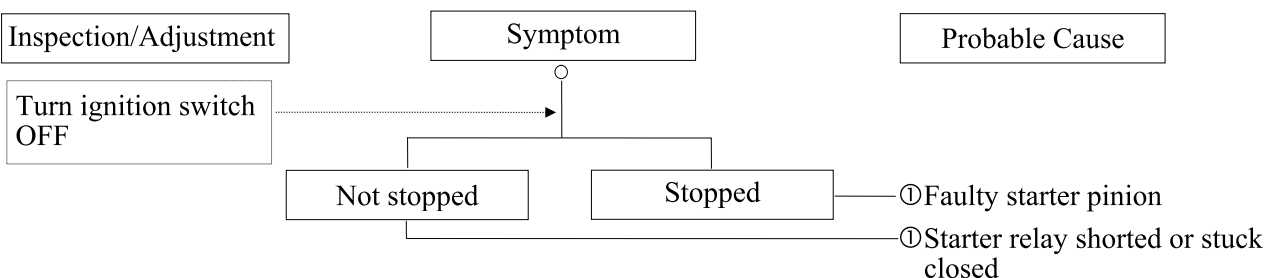 Inspection/Adjustment
Symptom
Probable Cause
Turn ignition switch
OFF
Not stopped
Stopped
①Faulty starter pinion
①Starter relay shorted or stuck
closed